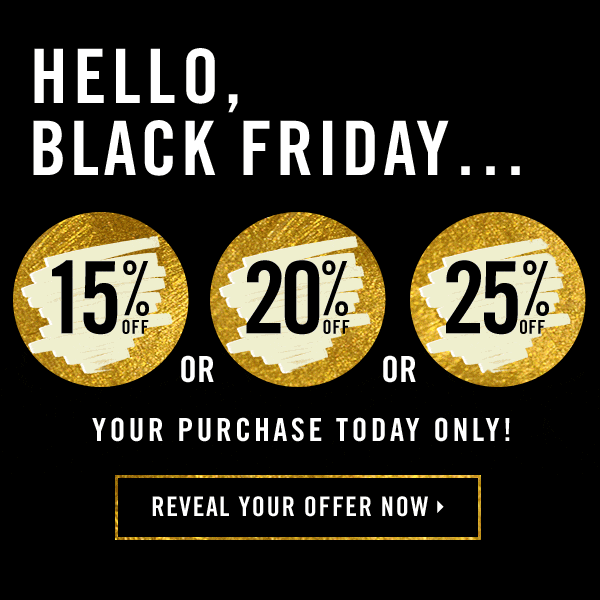 HELLO,
BLACK FRIDAY...
15% OFF
OR
20% OFF
OR
25% OFF
YOUR PURCHASE TODAY ONLY!
REVEAL YOUR OFFER NOW